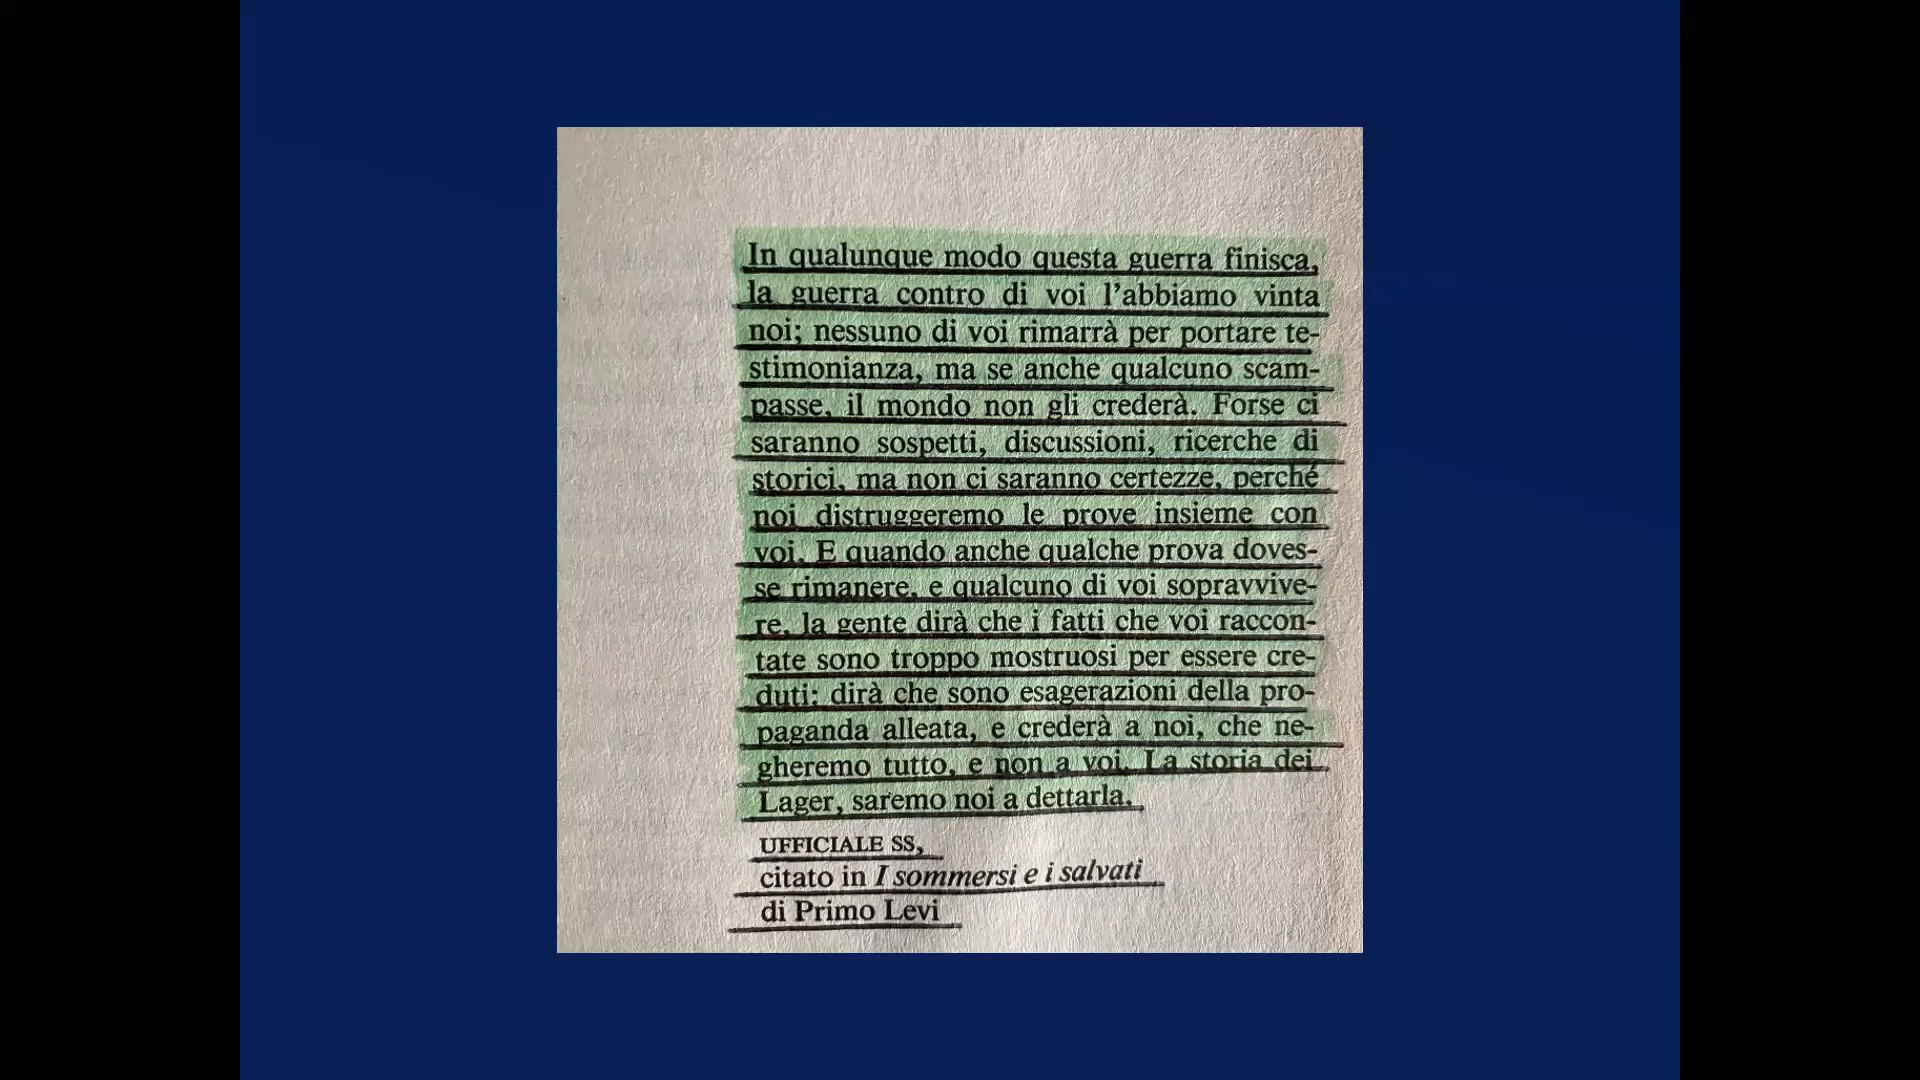 In qualunque modo questa guerra finisca,
la guerra contro di voi l'abbiamo vinta
noi; nessuno di voi rimarrà per portare te-
stimonianza, ma se anche qualcuno scam-
passe, il mondo non gli crederà. Forse ci
saranno sospetti, discussioni, ricerche di
storici, ma non ci saranno certezze, perché
noi distruggeremo le prove insieme con
voi. E quando anche qualche prova doves-
se rimanere, e qualcuno di voi sopravvive-
re, la gente dirà che i fatti che voi raccon-
tate sono troppo mostruosi per essere cre-
duti: dirà che sono esagerazioni della pro-
paganda alleata, e crederà a noi, che ne-
gheremo tutto, e non a voi. La storia dei
Lager, saremo noi a dettarla.
UFFICIALE SS,
citato in I sommersi e i salvati
di Primo Levi